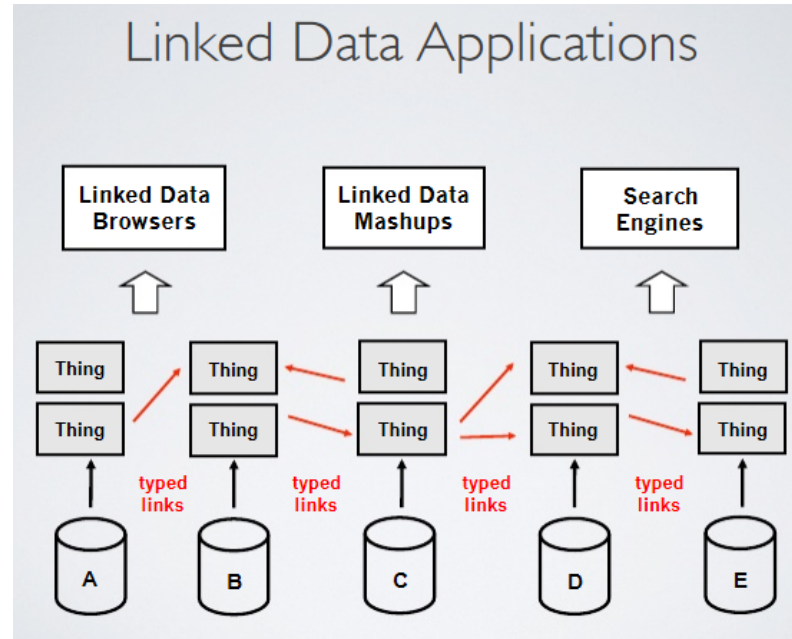 Linked Data Applications
Linked Data
Browsers
Linked Data
Mashups
Search
Engines
Thing
Thing
Thing
Thing
Thing
Thing
Thing
Thing
Thing
Thing
typed
links
typed
links
typed
links
typed
links
A
B
C
D
E